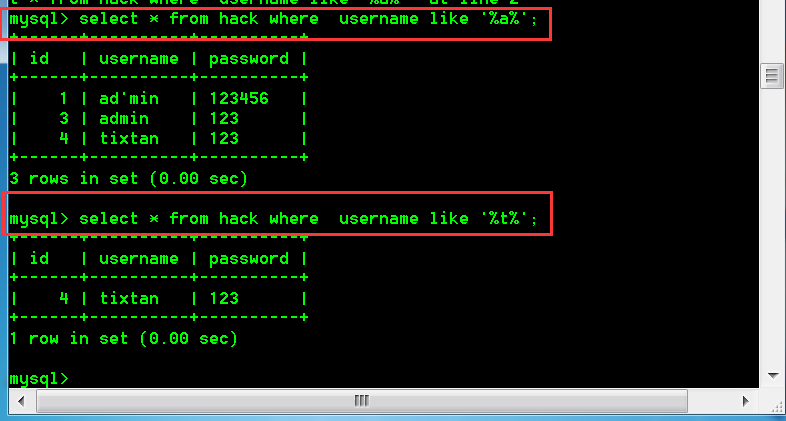 mysql> select * from hack where  username like '%a%';
+------+----------+----------+
| id   | username | password |
+------+----------+----------+
|    1 | ad'min   | 123456   |
|    3 | admin    | 123      |
|    4 | tixtan   | 123      |
+------+----------+----------+
3 rows in set (0.00 sec)
mysql> select * from hack where  username like '%t%';
+------+----------+----------+
| id   | username | password |
+------+----------+----------+
|    4 | tixtan   | 123      |
+------+----------+----------+
1 row in set (0.00 sec)
mysql>